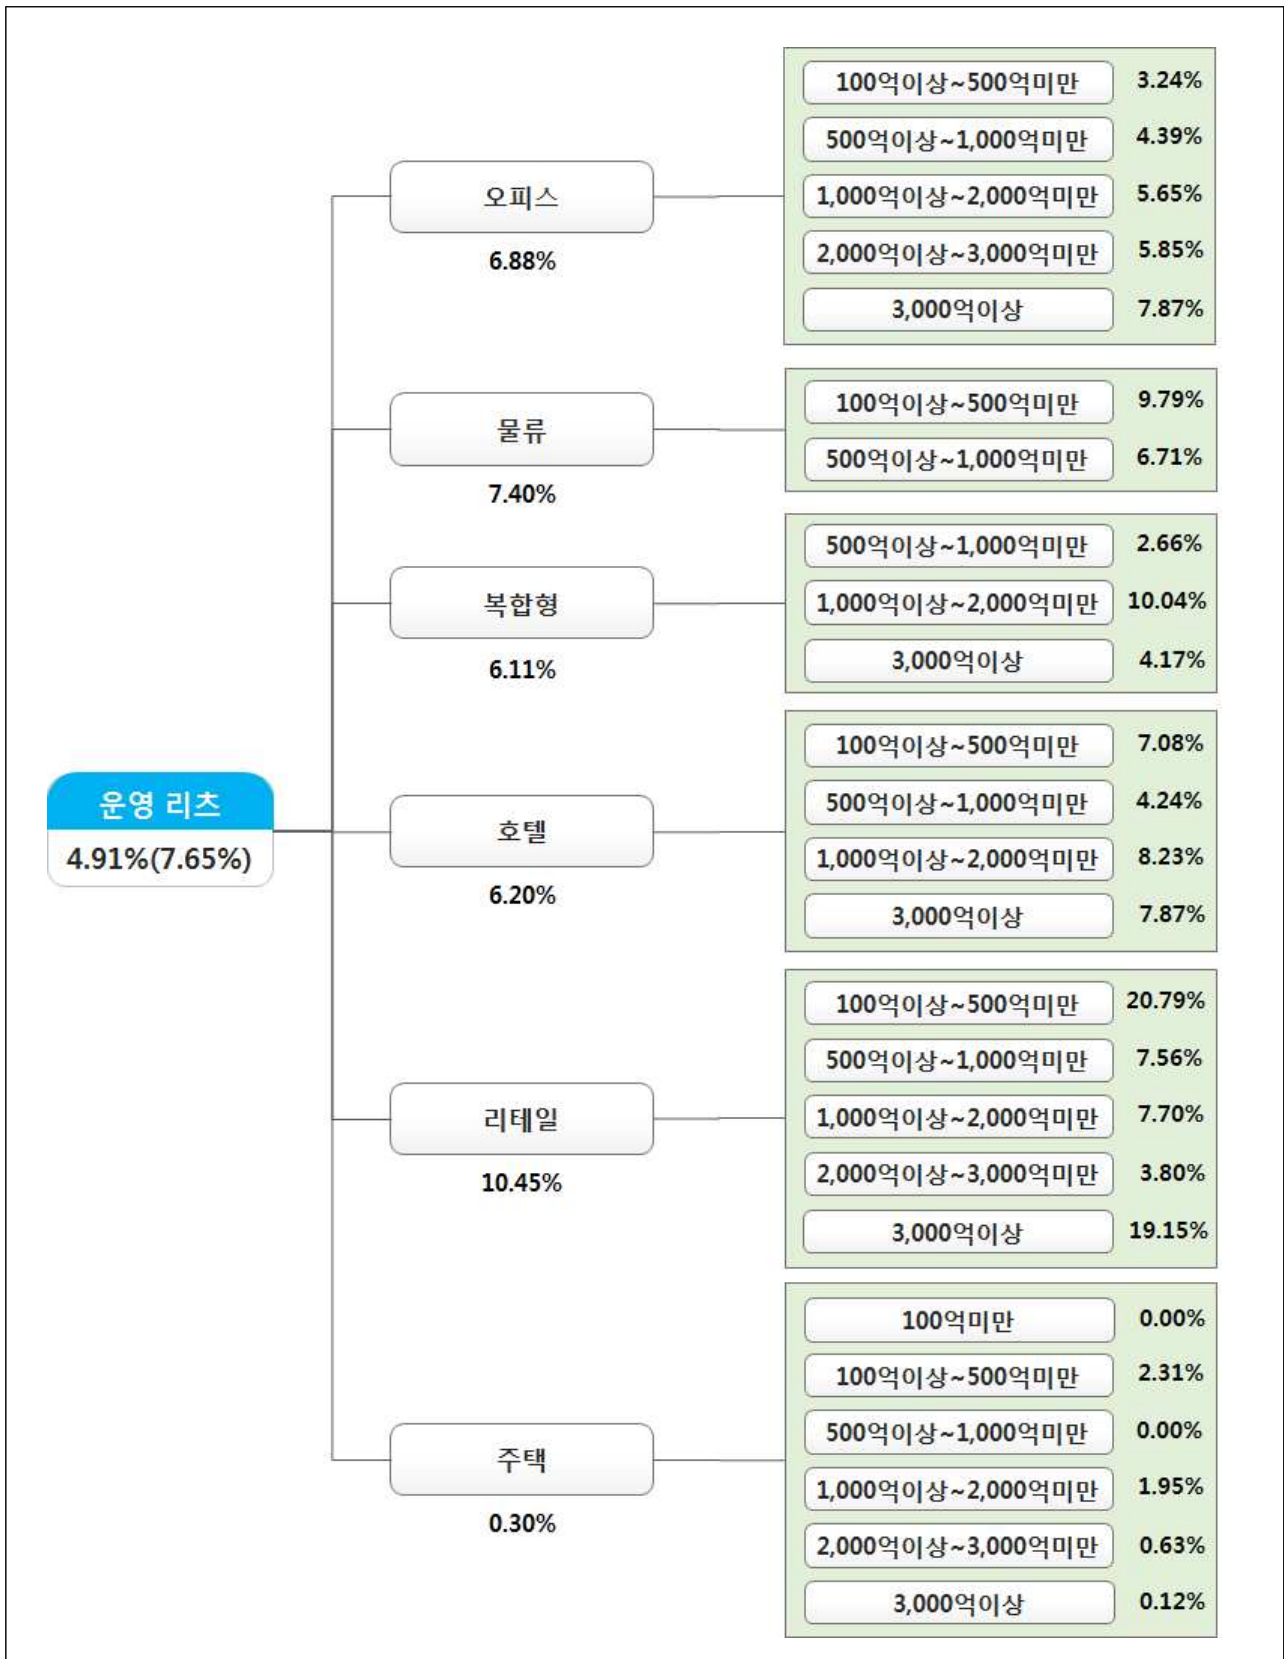 100억이상~500억미만 3.24%
500억이상~1,000억미만 4.39%
1,000억이상~2,000억미만 5.65%
2,000억이상~3,000억미만 5.85%
3,000억이상 7.87%
오피스
6.88%
100억이상~500억미만 9.79%
500억이상~1,000억미만 6.71%
물류
7.40%
500억이상~1,000억미만 2.66%
1,000억이상~2,000억미만 10.04%
3,000억이상 4.17%
복합형
6.11%
운영 리츠
4.91%(7.65%)
100억이상~500억미만 7.08%
500억이상~1,000억미만 4.24%
1,000억이상~2,000억미만 8.23%
3,000억이상 7.87%
호텔
6.20%
100억이상~500억미만 20.79%
500억이상~1,000억미만 7.56%
1,000억이상~2,000억미만 7.70%
2,000억이상~3,000억미만 3.80%
3,000억이상 19.15%
리테일
10.45%
100억미만 0.00%
100억이상~500억미만 2.31%
500억이상~1,000억미만 0.00%
1,000억이상~2,000억미만 1.95%
2,000억이상~3,000억미만 0.63%
3,000억이상 0.12%
주택
0.30%